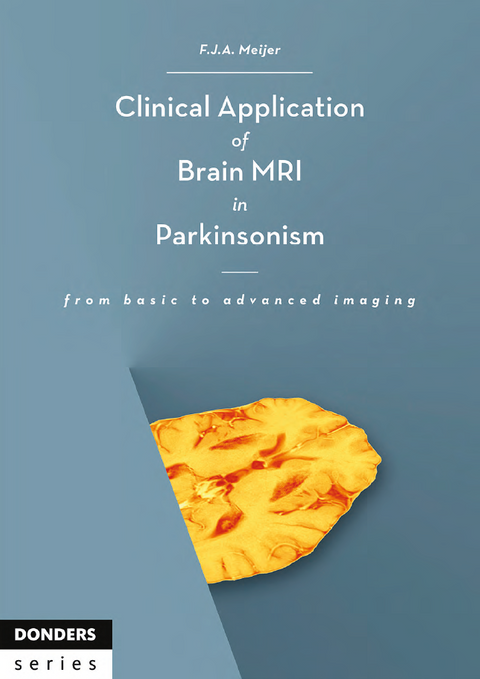 F.J.A. Meijer
Clinical Application
of
Brain MRI
in
Parkinsonism
from basic to advanced imaging
DONDERS
series